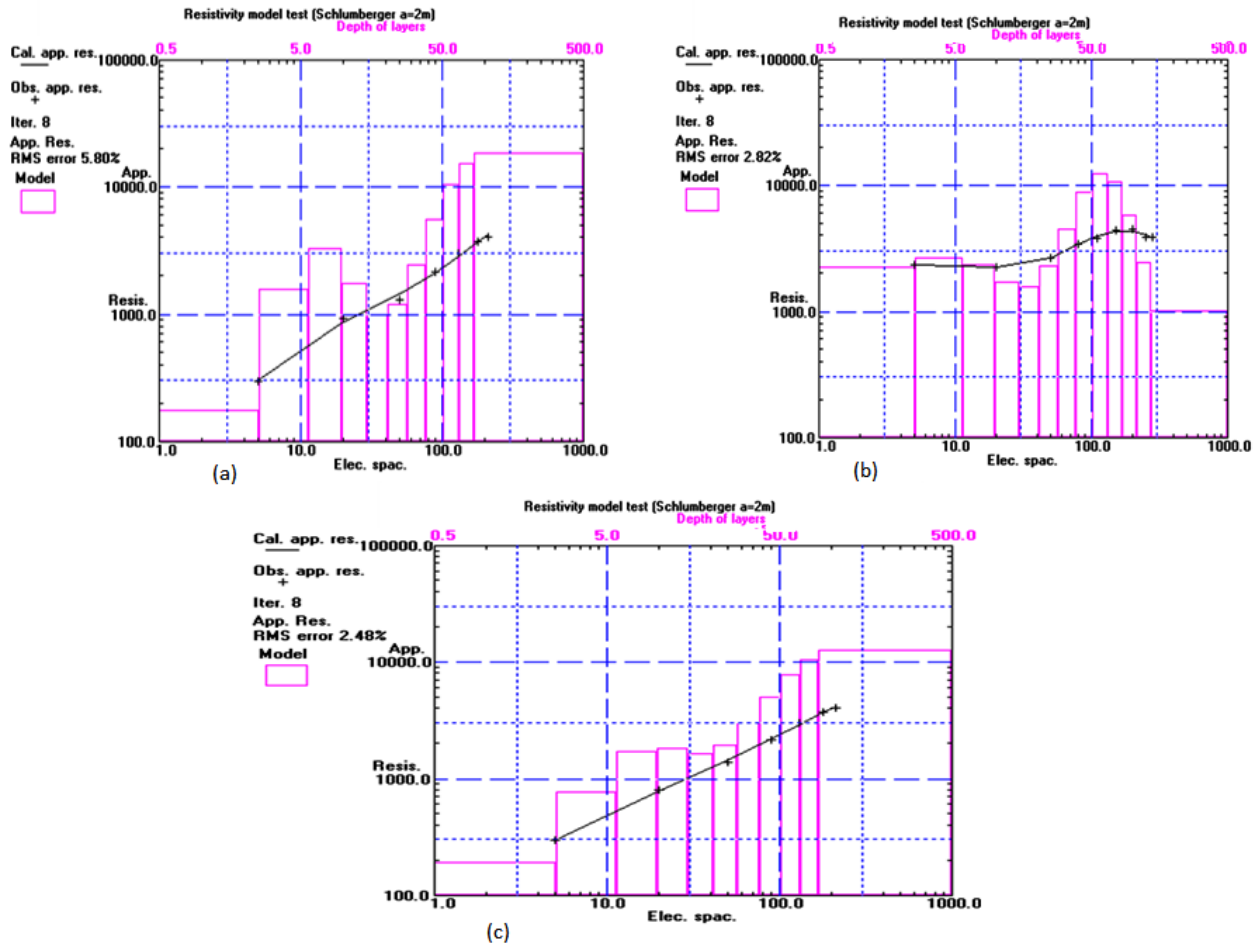 Resistivity model test (Schlumberger a=2m)
Depth of layers
Cal. app. res.
0.5 5.0 50.0 500.0
100000.0
Obs. app. res.
+
Iter. 8
App. Res.
RMS error 5.80%
Model
App.
10000.0
Resis.
1000.0
100.0
1.0 10.0 100.0 1000.0
Elec. spac.
(a)
Resistivity model test (Schlumberger a=2m)
Depth of layers
Cal. app. res.
0.5 5.0 50.0 500.0
100000.0
Obs. app. res.
+
Iter. 8
App. Res.
RMS error 2.82%
Model
App.
10000.0
Resis.
1000.0
100.0
1.0 10.0 100.0 1000.0
Elec. spac.
(b)
Resistivity model test (Schlumberger a=2m)
Depth of layers
0.5 5.0 50.0 500.0
Cal. app. res.
100000.0
Obs. app. res.
+
Iter. 8
App. Res.
RMS error 2.48%
Model
App.
10000.0
Resis.
1000.0
100.0
1.0 10.0 100.0 1000.0
Elec. spac.
(c)